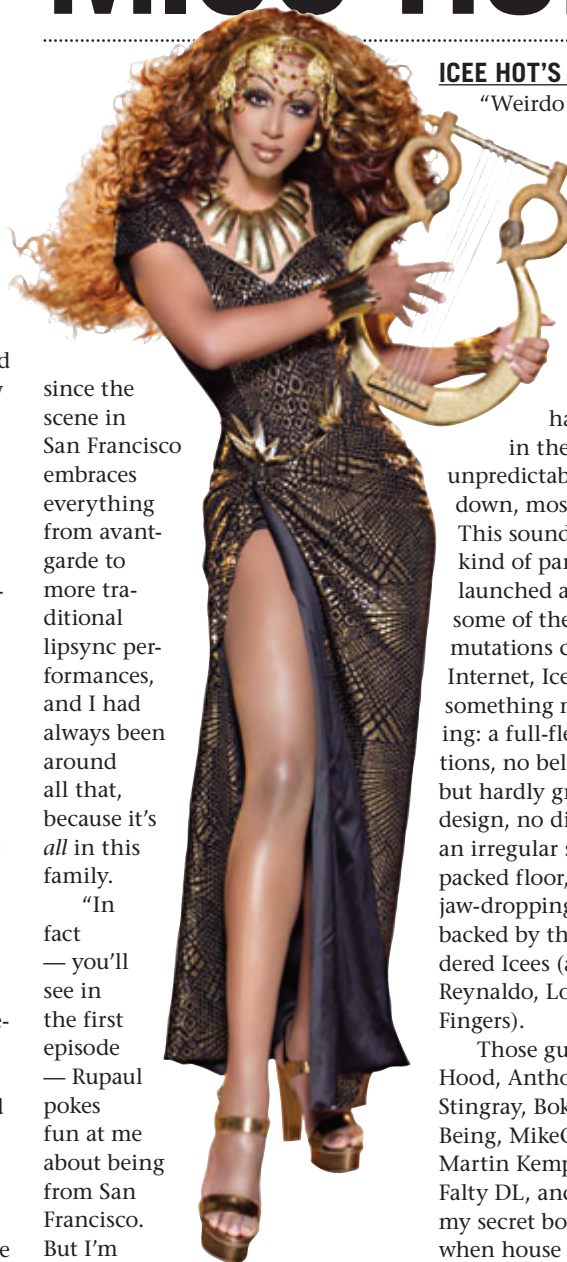 MISS
since the
scene in
San Francisco
embraces
everything
from avant-
garde to
more tra-
ditional
lipsync per-
formances,
and I had
always been
around
all that,
because it's
all in this
family.
"In
fact
— you'll
see in
the first
episode
— Rupaul
pokes
fun at me
about being
from San
Francisco.
But I'm
ICEE HOT'S
"Weirdo
ha
in the
unpredictab
down, mos
This sound
kind of par
launched a
some of the
mutations o
Internet, Ice
something m
ing: a full-fle
tions, no bel
but hardly gr
design, no di
an irregular s
packed floor,
jaw-dropping
backed by th
dered Icees (a
Reynaldo, Lo
Fingers).
Those gu
Hood, Antho
Stingray, Bok
Being, MikeQ
Martin Kemp
Falty DL, and
my secret bo
when house